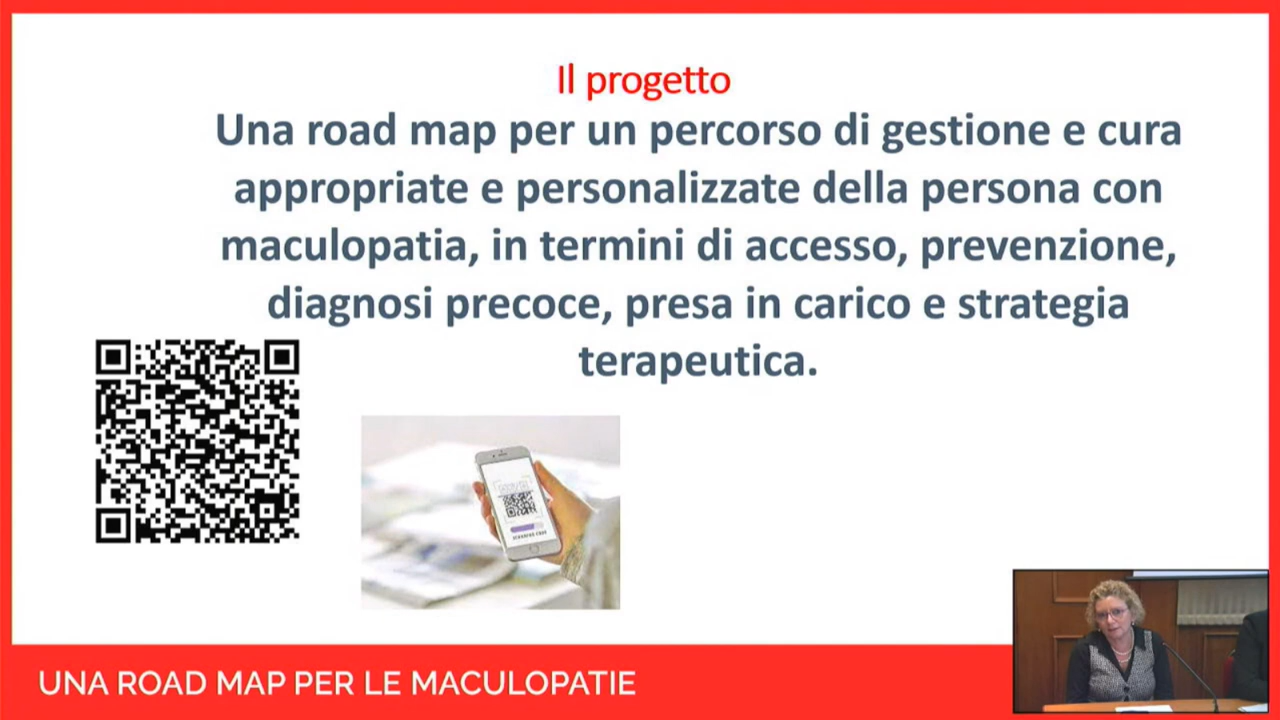 Il progetto
Una road map per un percorso di gestione e cura
appropriate e personalizzate della persona con
maculopatia, in termini di accesso, prevenzione,
diagnosi precoce, presa in carico e strategia
terapeutica.
UNA ROAD MAP PER LE MACULOPATIE